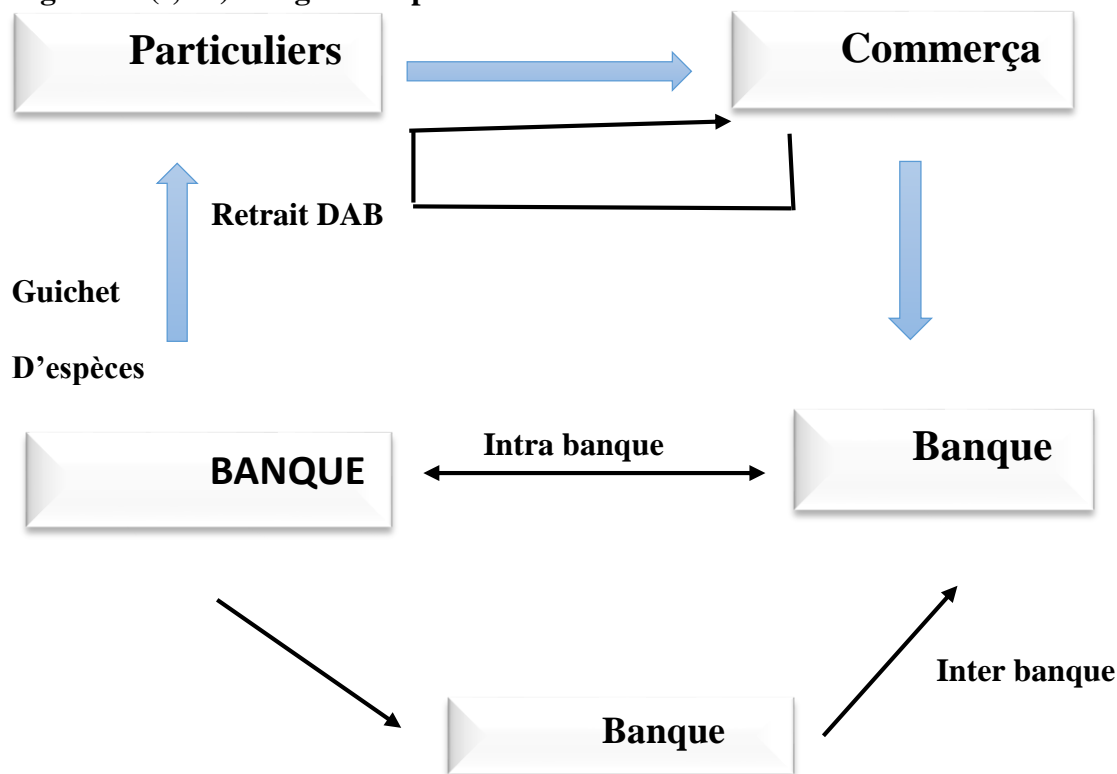 Particuliers
Commerça
Retrait DAB
Guichet
D’espèces
BANQUE
Intra banque
Banque
Inter banque
Banque